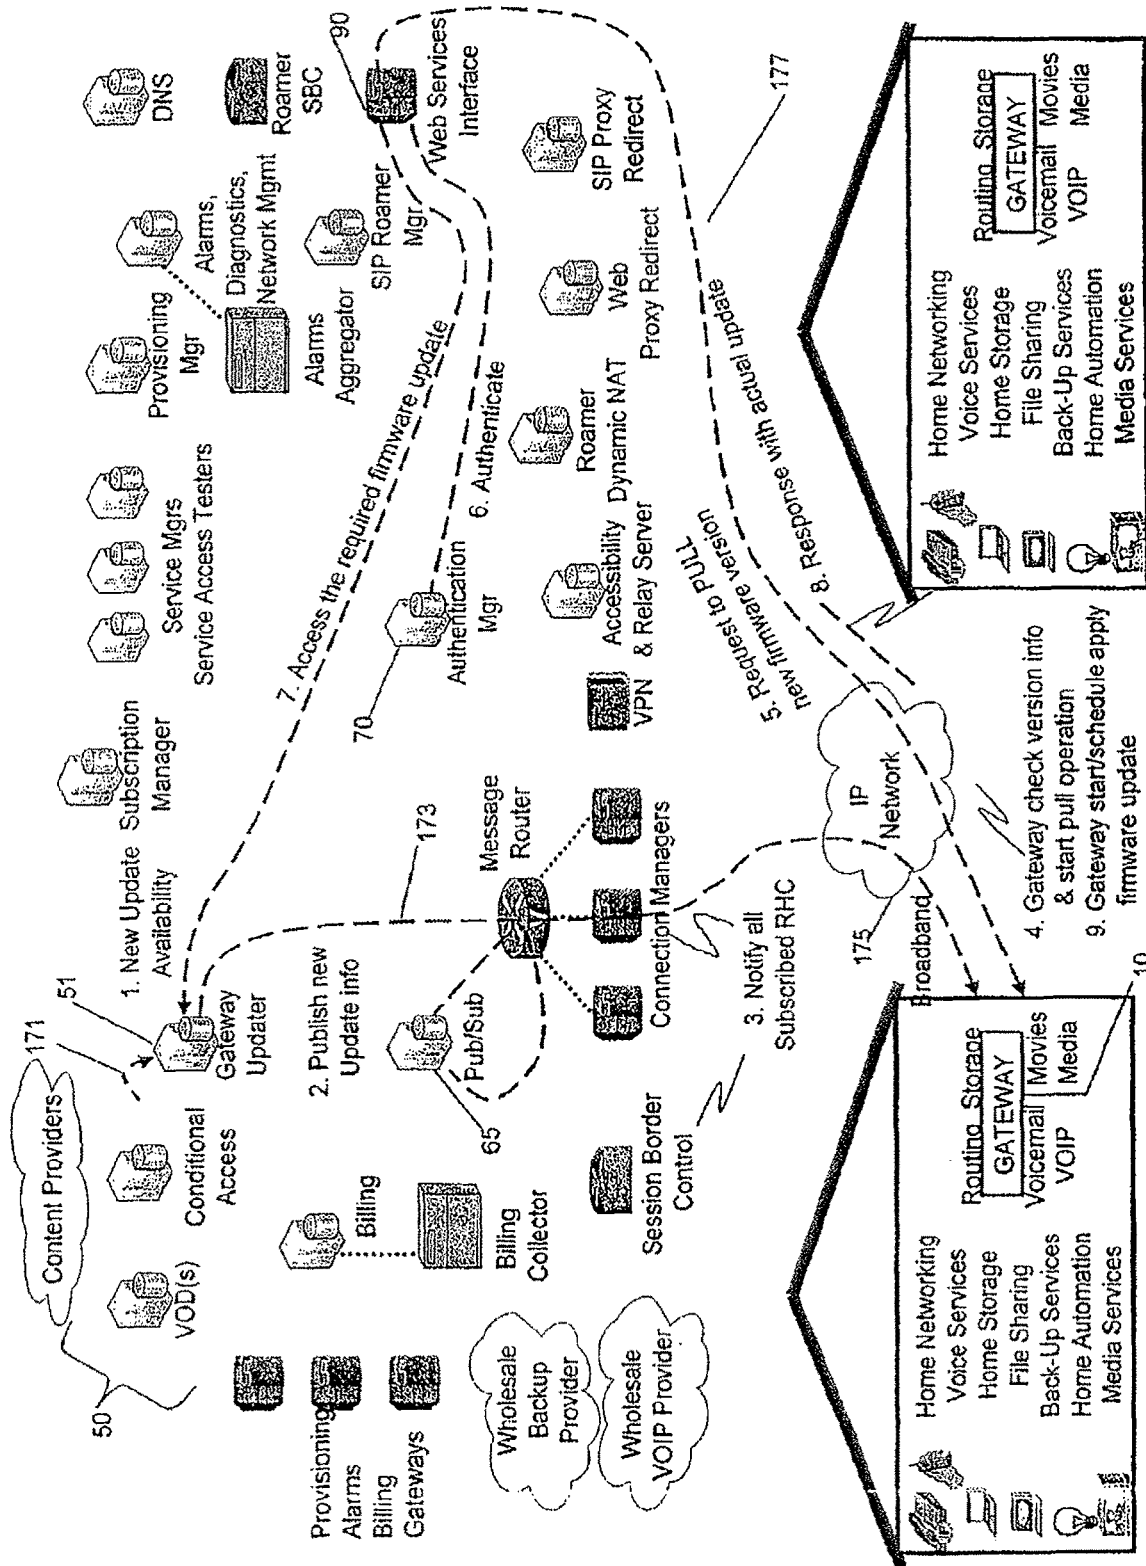 50
Content Providers
171
51
VOD(s)
Conditional
Access
Gateway
Updater
1. New Update
Availability
Subscription
Manager
Service Mgrs
Service Access Testers
Provisioning
Mgr
Alarms,
Diagnostics,
Network Mgmt
DNS
Provisioning
Alarms
Billing
Gateways
Billing
Billing
Collector
2. Publish new
Update info
Pub/Sub
65
173
Message
Router
7. Access the required firmware update
70
Authentication
Mgr
6. Authenticate
Alarms
Aggregator
SIP Roamer
Mgr
Roamer
SBC
90
Web Services
Interface
Wholesale
Backup
Provider
Wholesale
VOIP Provider
Session Border
Control
Connection Managers
3. Notify all
Subscribed RHC
VPN
Accessibility
& Relay Server
Roamer
Dynamic NAT
Web
Proxy Redirect
SIP Proxy
Redirect
5. Request to PULL
new firmware version
8. Response with actual update
177
175
IP
Network
Broadband
4. Gateway check version info
& start pull operation
9. Gateway start/schedule apply
firmware update
10
Home Networking
Voice Services
Home Storage
File Sharing
Back-Up Services
Home Automation
Media Services
Routing Storage
GATEWAY
Voicemail Movies
VOIP Media
Home Networking
Voice Services
Home Storage
File Sharing
Back-Up Services
Home Automation
Media Services
Routing Storage
GATEWAY
Voicemail Movies
VOIP Media